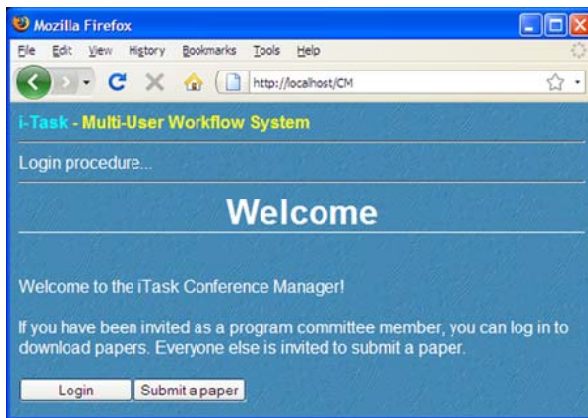 Mozilla Firefox
File Edit View History Bookmarks Tools Help
http://localhost/CM
i-Task - Multi-User Workflow System
Login procedure...
Welcome
Welcome to the iTask Conference Manager!
If you have been invited as a program committee member, you can log in to
download papers. Everyone else is invited to submit a paper.
Login Submit a paper